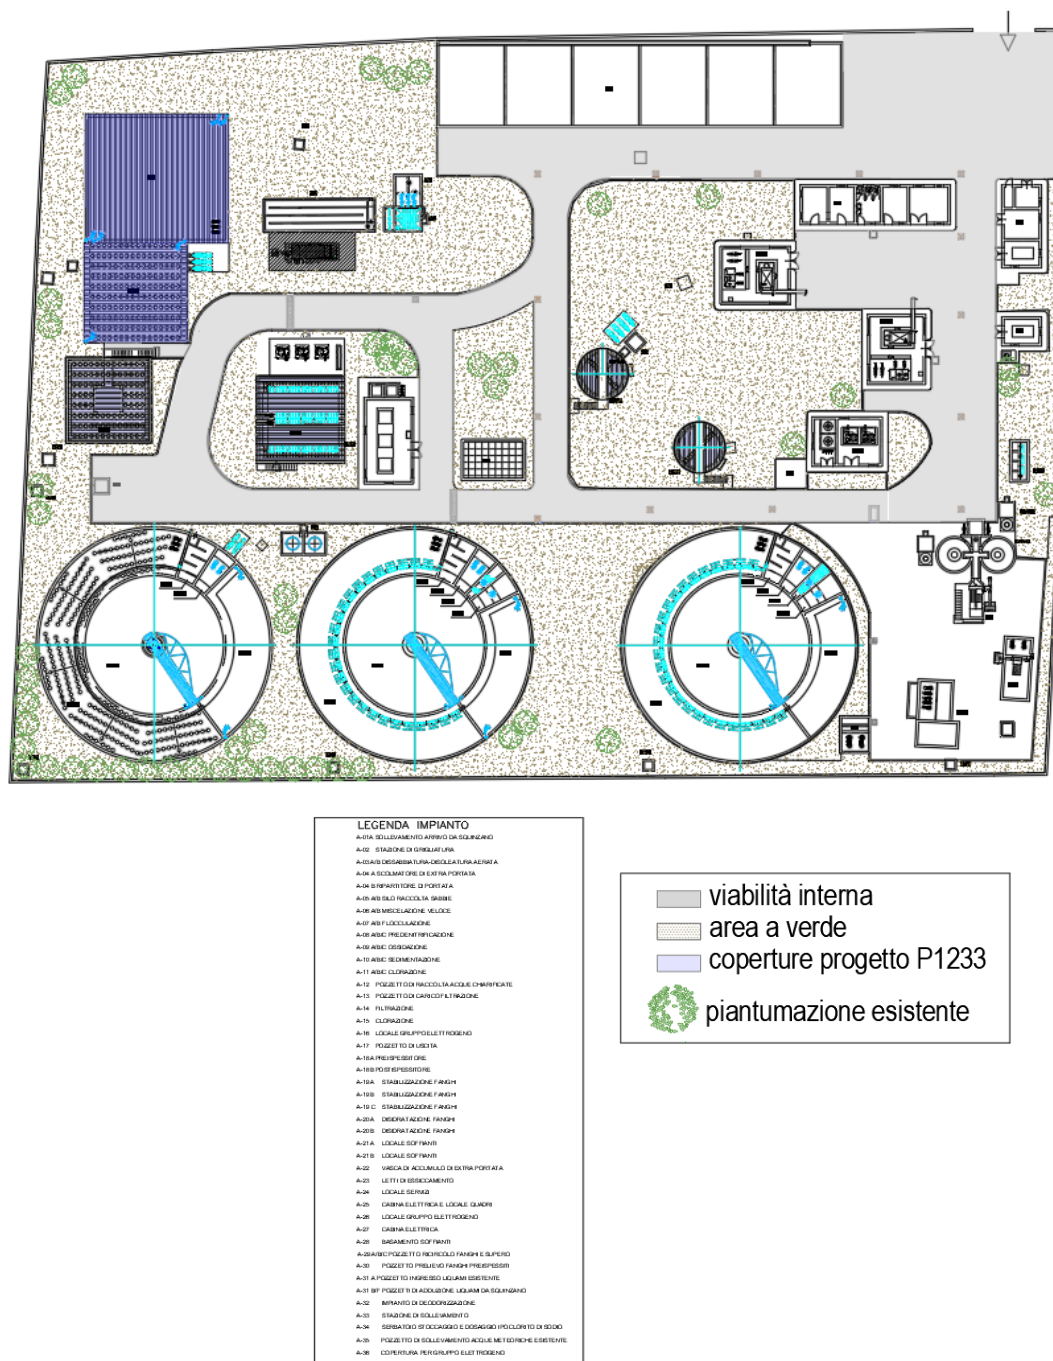 LEGENDA IMPIANTO
A-01A SOLLEVAMENTO ARRIVO DA SQUINZANO
A-02 STAZIONE DI GRIGLIATURA
A-03 A/B DISSABBIATURA-DISOLEATURA AERATA
A-04 A SCOLMATORE DI EXTRA PORTATA
A-04 B RIPARTITORE DI PORTATA
A-05 A/B SILO RACCOLTA SABBIE
A-06 A/B MISCELAZIONE VELOCE
A-07 A/B FLOCCULAZIONE
A-08 A/B/C PREDENITRIFICAZIONE
A-09 A/B/C OSSIDAZIONE
A-10 A/B/C SEDIMENTAZIONE
A-11 A/B/C CLORAZIONE
A-12 POZZETTO DI RACCOLTA ACQUE CHIARIFICATE
A-13 POZZETTO DI CARICO FILTRAZIONE
A-14 FILTRAZIONE
A-15 CLORAZIONE
A-16 LOCALE GRUPPO ELETTROGENO
A-17 POZZETTO DI USCITA
A-18 A PREISPESSITORE
A-18 B POSTISPESSITORE
A-19 A STABILIZZAZIONE FANGHI
A-19 B STABILIZZAZIONE FANGHI
A-19 C STABILIZZAZIONE FANGHI
A-20A DISIDRATAZIONE FANGHI
A-20B DISIDRATAZIONE FANGHI
A-21 A LOCALE SOFFIANTI
A-21 B LOCALE SOFFIANTI
A-22 VASCA DI ACCUMULO DI EXTRA PORTATA
A-23 LETTI DI ESSICCAMENTO
A-24 LOCALE SERVIZI
A-25 CABINA ELETTRICA E LOCALE QUADRI
A-26 LOCALE GRUPPO ELETTROGENO
A-27 CABINA ELETTRICA
A-28 BASAMENTO SOFFIANTI
A-29 A/B/C POZZETTO RICIRCOLO FANGHI E SUPERO
A-30 POZZETTO PRELIEVO FANGHI PREISPESSITI
A-31 A POZZETTO INGRESSO LIQUAMI ESISTENTE
A-31 B/F POZZETTI DI ADDUZIONE LIQUAMI DA SQUINZANO
A-32 IMPIANTO DI DEODORIZZAZIONE
A-33 STAZIONE DI SOLLEVAMENTO
A-34 SERBATOIO STOCCAGGIO E DOSAGGIO IPOCLORITO DI SODIO
A-35 POZZETTO DI SOLLEVAMENTO ACQUE METEORICHE ESISTENTE
A-36 COPERTURA PER GRUPPO ELETTROGENO
viabilità interna
area a verde
coperture progetto P1233
piantumazione esistente